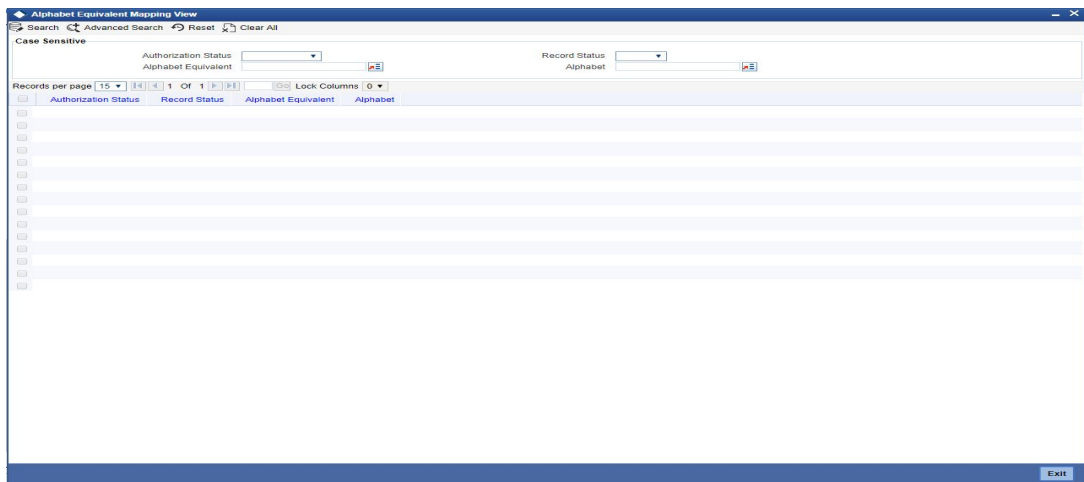 Alphabet Equivalent Mapping View
Search Advanced Search Reset Clear All
Case Sensitive
Authorization Status Record Status
Alphabet Equivalent Alphabet
Records per page 15 1 Of 1 Go Lock Columns 0
Authorization Status Record Status Alphabet Equivalent Alphabet
Exit